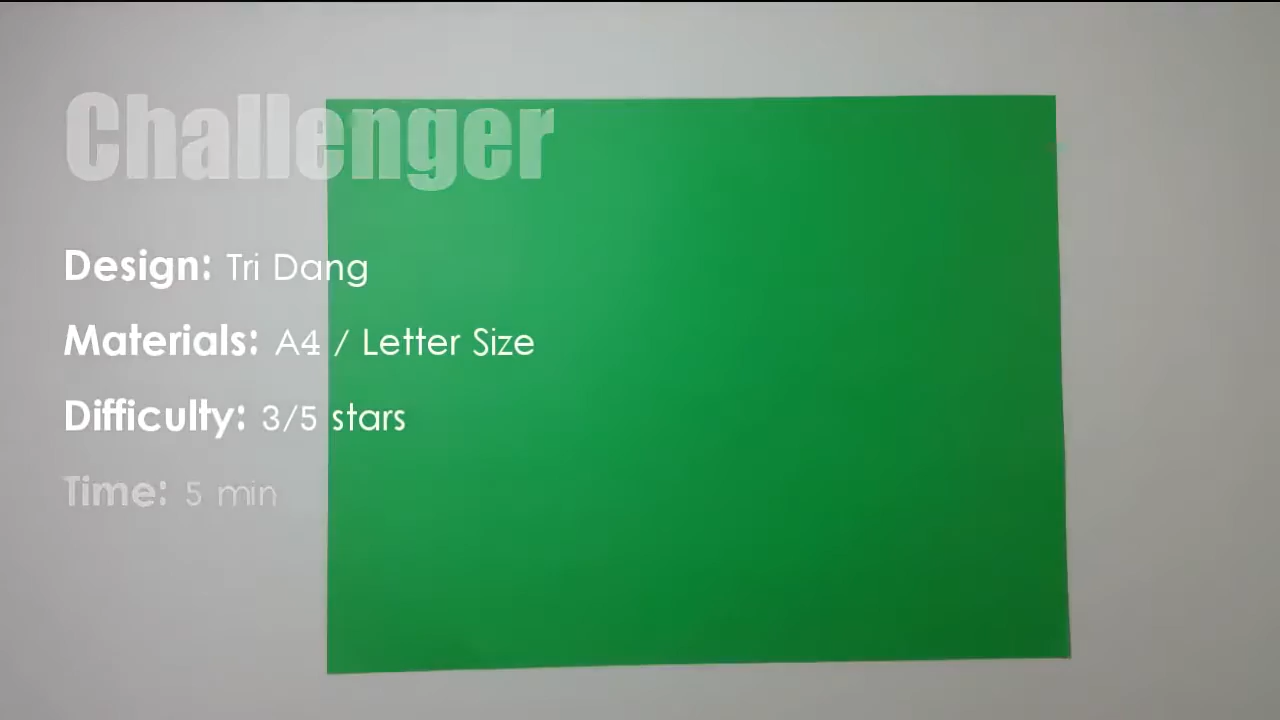 Challenger
Design: Tri Dang
Materials: A4 / Letter Size
Difficulty: 3/5 stars
Time: 5 min